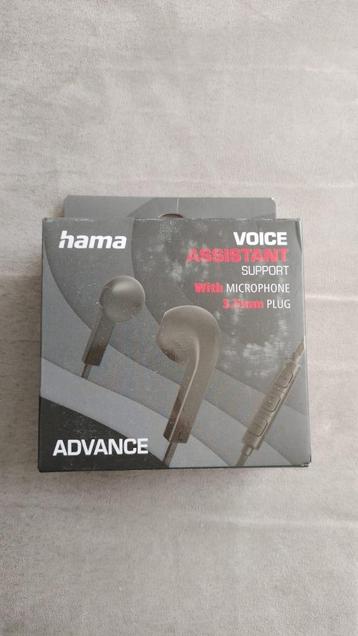 hama
VOICE
ASSISTANT
SUPPORT
With MICROPHONE
3.5mm PLUG
ADVANCE